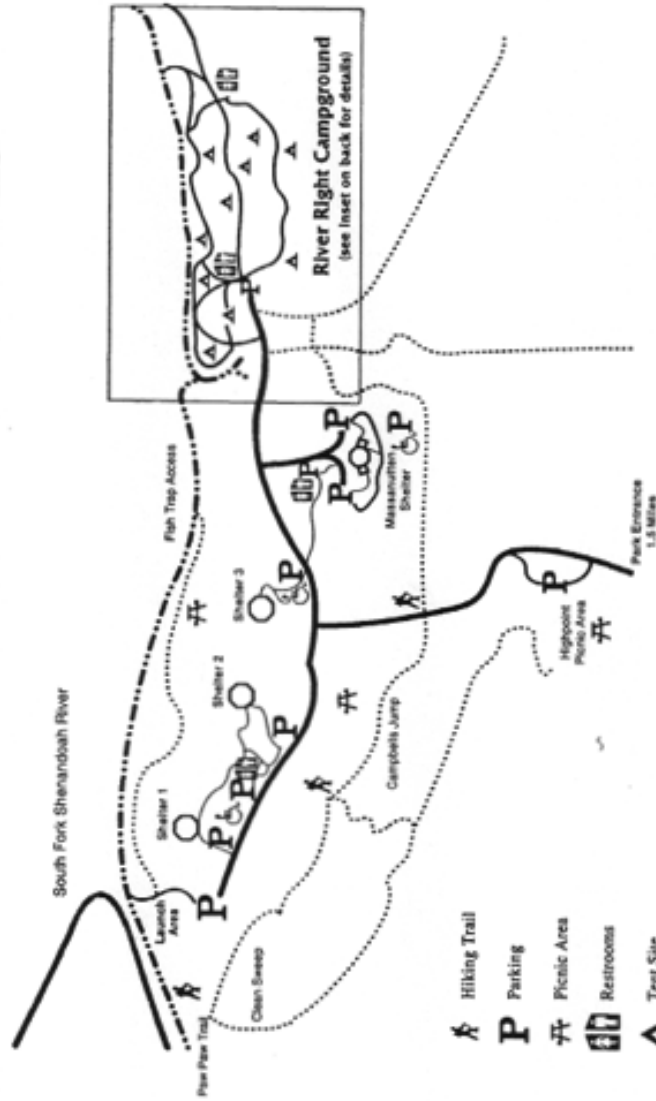 South Fork Shenandoah River
Fish Trap Access
River Right Campground
(see Inset on back for details)
Launch
Area
Shelter 1
Shelter 2
Shelter 3
P
P
P
P
P
P
P
P
P
P
P
Massanutten
Shelter
Paw Paw Trail
Clean Sweep
Campbels Jump
Highpoint
Picnic Area
P
Park Entrance
1.5 Miles
Hiking Trail
P Parking
Picnic Area
Restrooms
Tent Site